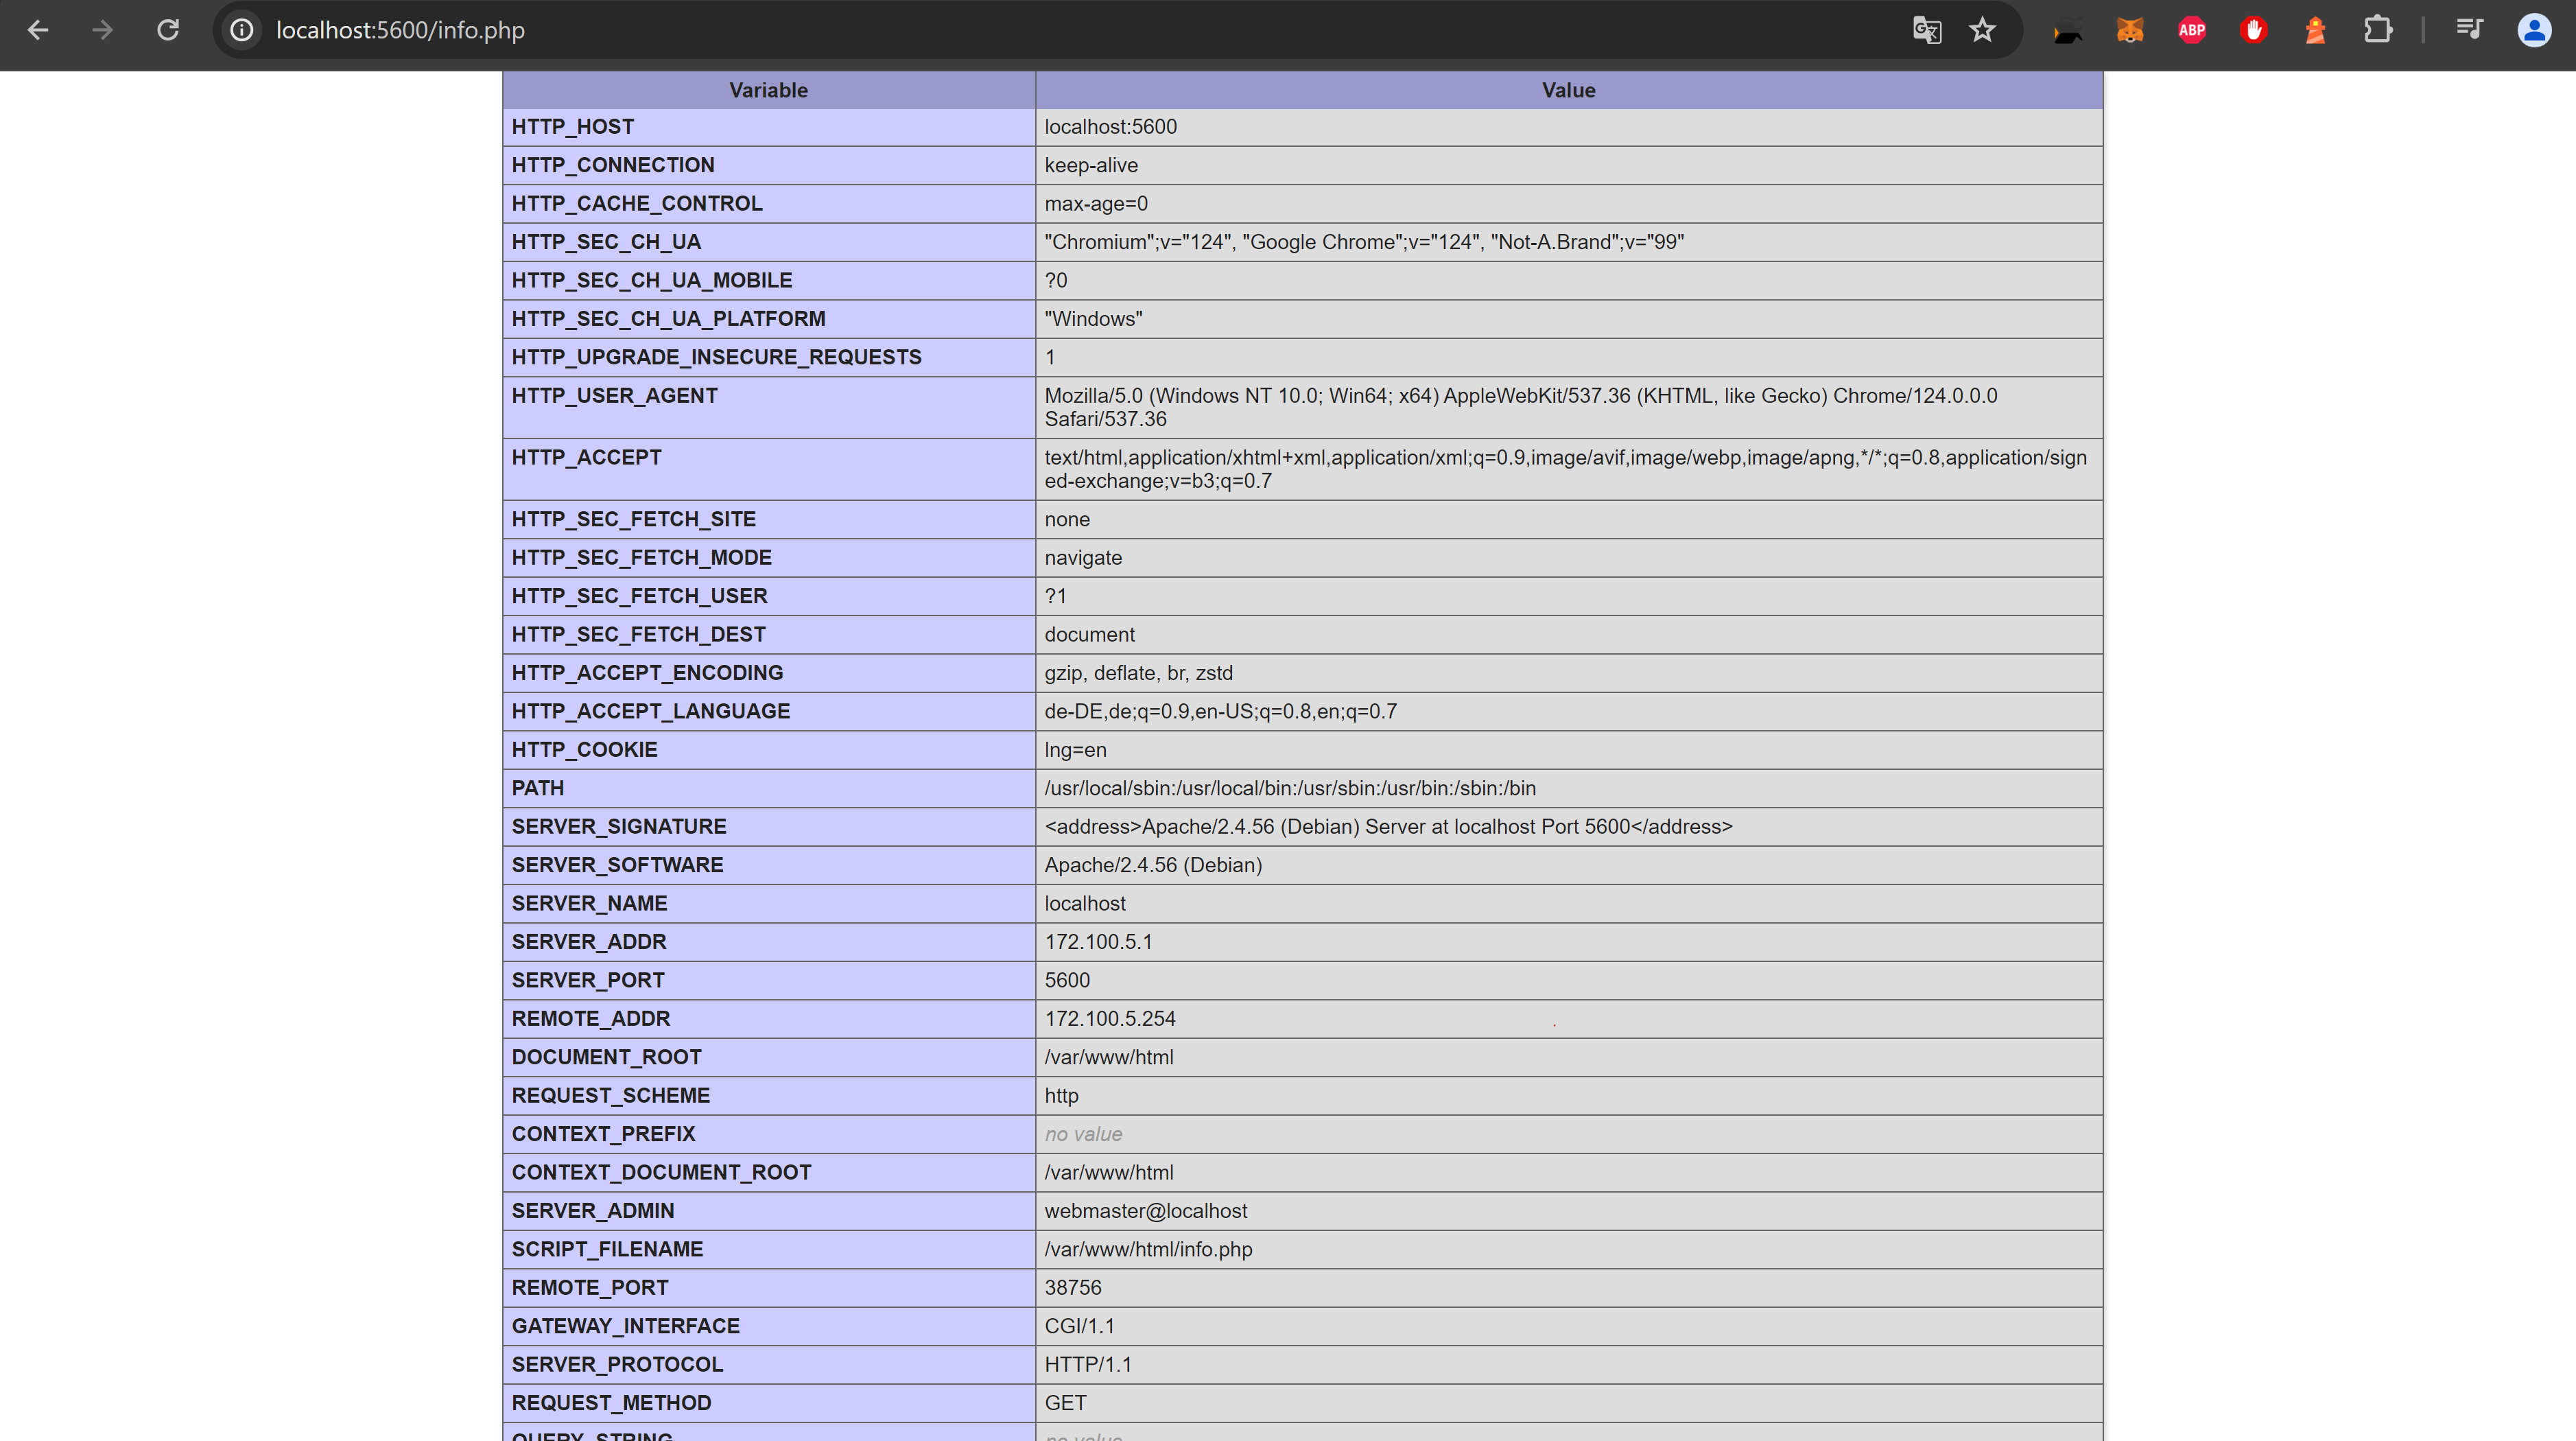 localhost:5600/info.php
ABP
Variable Value
HTTP_HOST localhost:5600
HTTP_CONNECTION keep-alive
HTTP_CACHE_CONTROL max-age=0
HTTP_SEC_CH_UA "Chromium";v="124", "Google Chrome";v="124", "Not-A.Brand";v="99"
HTTP_SEC_CH_UA_MOBILE ?0
HTTP_SEC_CH_UA_PLATFORM "Windows"
HTTP_UPGRADE_INSECURE_REQUESTS 1
HTTP_USER_AGENT Mozilla/5.0 (Windows NT 10.0; Win64; x64) AppleWebKit/537.36 (KHTML, like Gecko) Chrome/124.0.0.0
Safari/537.36
HTTP_ACCEPT text/html,application/xhtml+xml,application/xml;q=0.9,image/avif,image/webp,image/apng,*/*;q=0.8,application/sign
ed-exchange;v=b3;q=0.7
HTTP_SEC_FETCH_SITE none
HTTP_SEC_FETCH_MODE navigate
HTTP_SEC_FETCH_USER ?1
HTTP_SEC_FETCH_DEST document
HTTP_ACCEPT_ENCODING gzip, deflate, br, zstd
HTTP_ACCEPT_LANGUAGE de-DE,de;q=0.9,en-US;q=0.8,en;q=0.7
HTTP_COOKIE lng=en
PATH /usr/local/sbin:/usr/local/bin:/usr/sbin:/usr/bin:/sbin:/bin
SERVER_SIGNATURE <address>Apache/2.4.56 (Debian) Server at localhost Port 5600</address>
SERVER_SOFTWARE Apache/2.4.56 (Debian)
SERVER_NAME localhost
SERVER_ADDR 172.100.5.1
SERVER_PORT 5600
REMOTE_ADDR 172.100.5.254
DOCUMENT_ROOT /var/www/html
REQUEST_SCHEME http
CONTEXT_PREFIX no value
CONTEXT_DOCUMENT_ROOT /var/www/html
SERVER_ADMIN webmaster@localhost
SCRIPT_FILENAME /var/www/html/info.php
REMOTE_PORT 38756
GATEWAY_INTERFACE CGI/1.1
SERVER_PROTOCOL HTTP/1.1
REQUEST_METHOD GET
QUERY_STRING no value